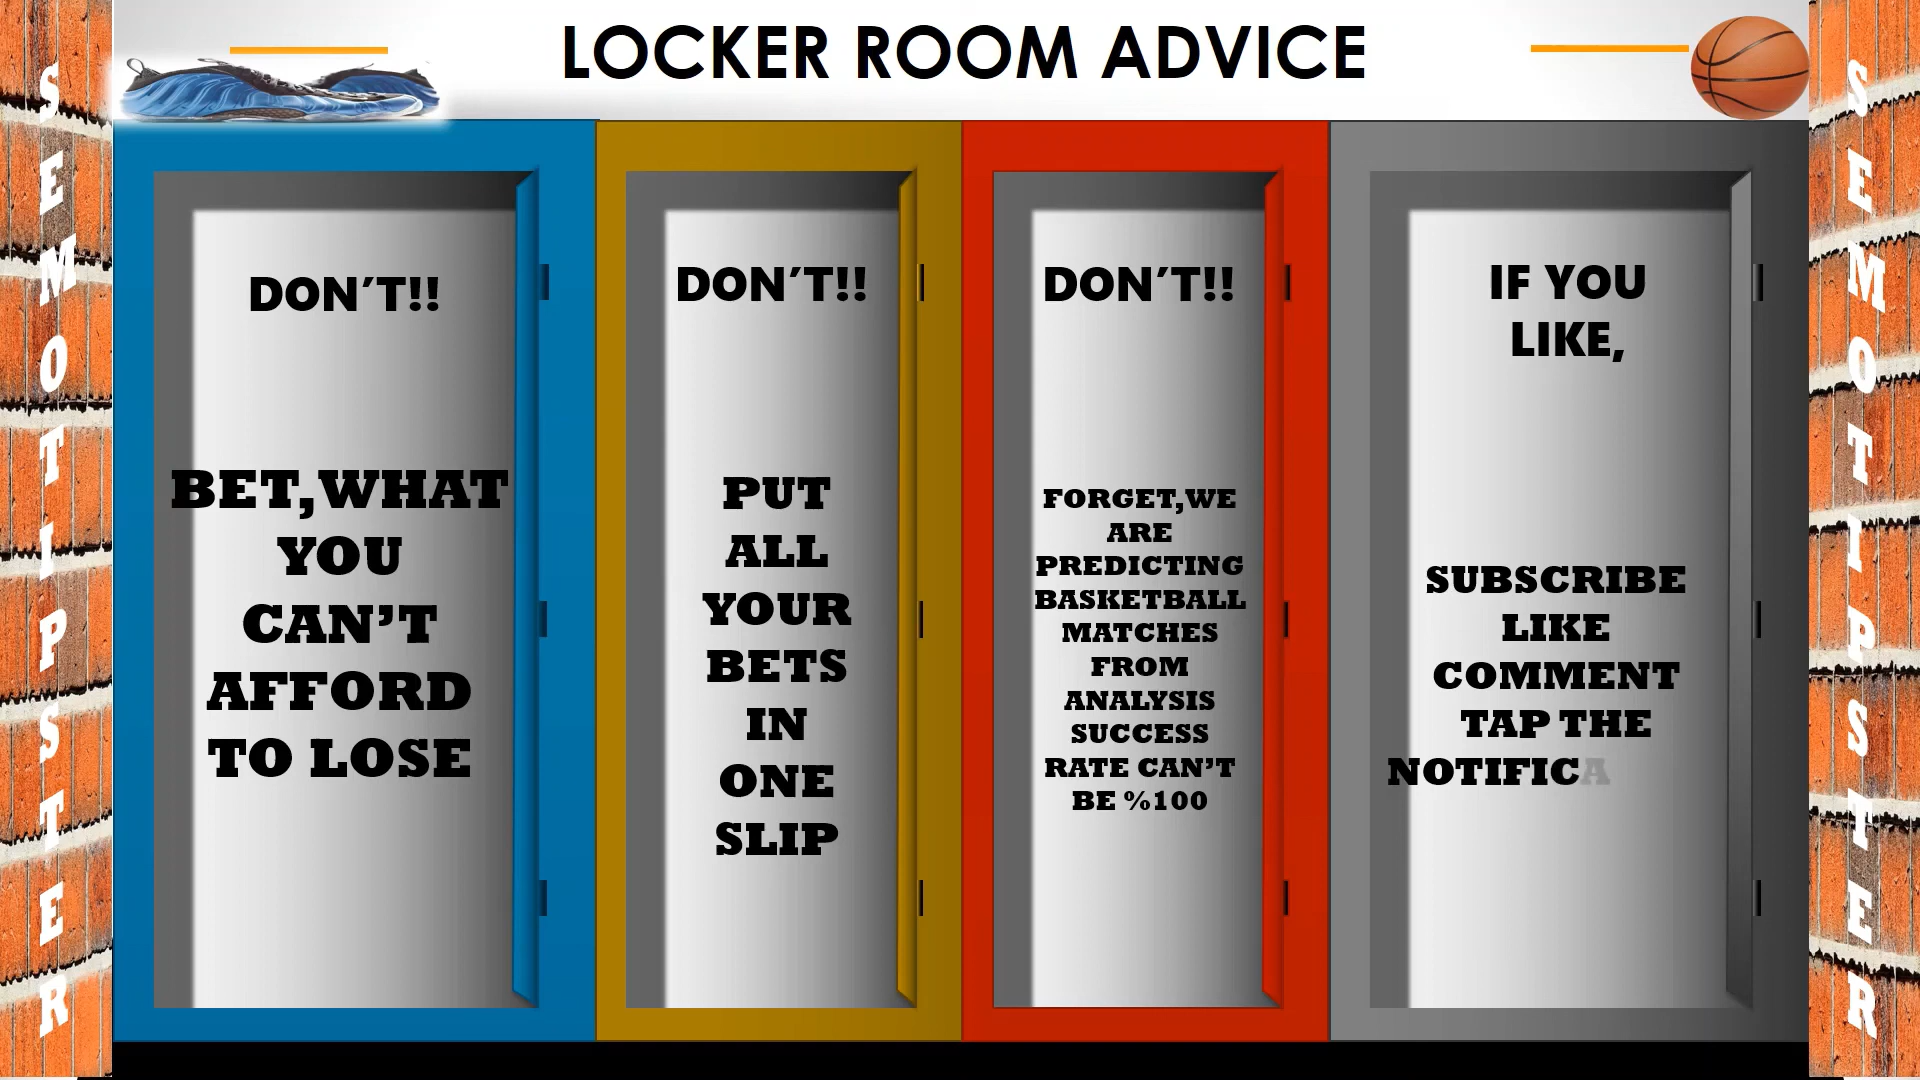 LOCKER ROOM ADVICE
SEMOTIPSTER
DON´T!!
BET,WHAT
YOU
CAN’T
AFFORD
TO LOSE
DON´T!!
PUT
ALL
YOUR
BETS
IN
ONE
SLIP
DON´T!!
FORGET,WE
ARE
PREDICTING
BASKETBALL
MATCHES
FROM
ANALYSIS
SUCCESS
RATE CAN’T
BE %100
IF YOU
LIKE,
SUBSCRIBE
LIKE
COMMENT
TAP THE
NOTIFICA
SEMOTIPSTER